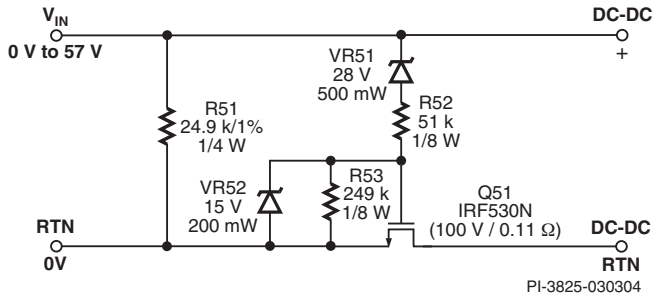 VIN
DC-DC
0 V to 57 V
+
VR51
28 V
500 mW
R51
24.9 k/1%
1/4 W
R52
51 k
1/8 W
VR52
15 V
200 mW
R53
249 k
1/8 W
Q51
IRF530N
(100 V / 0.11 Ω)
RTN
0V
DC-DC
RTN
PI-3825-030304